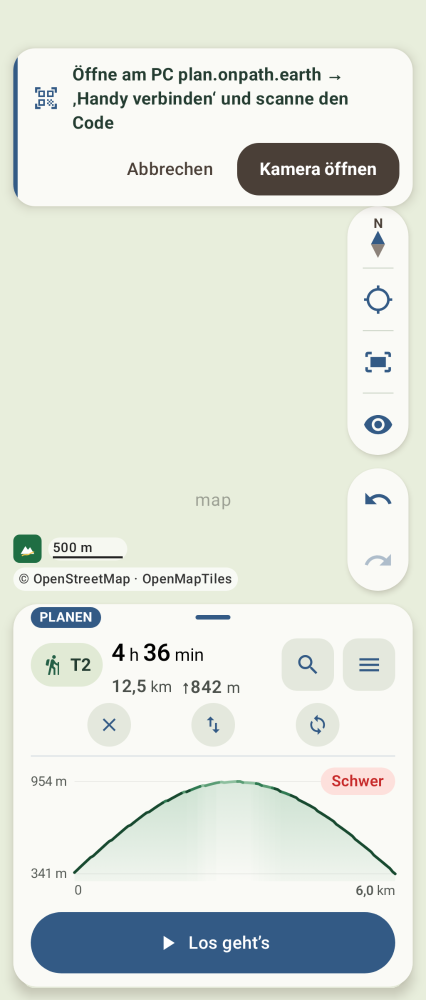 Öffne am PC plan.onpath.earth →
‚Handy verbinden‘ und scanne den
Code
Abbrechen
Kamera öffnen
N
map
500 m
© OpenStreetMap · OpenMapTiles
PLANEN
T2
4 h 36 min
12,5 km ↑842 m
954 m
Schwer
341 m
0
6,0 km
Los geht’s